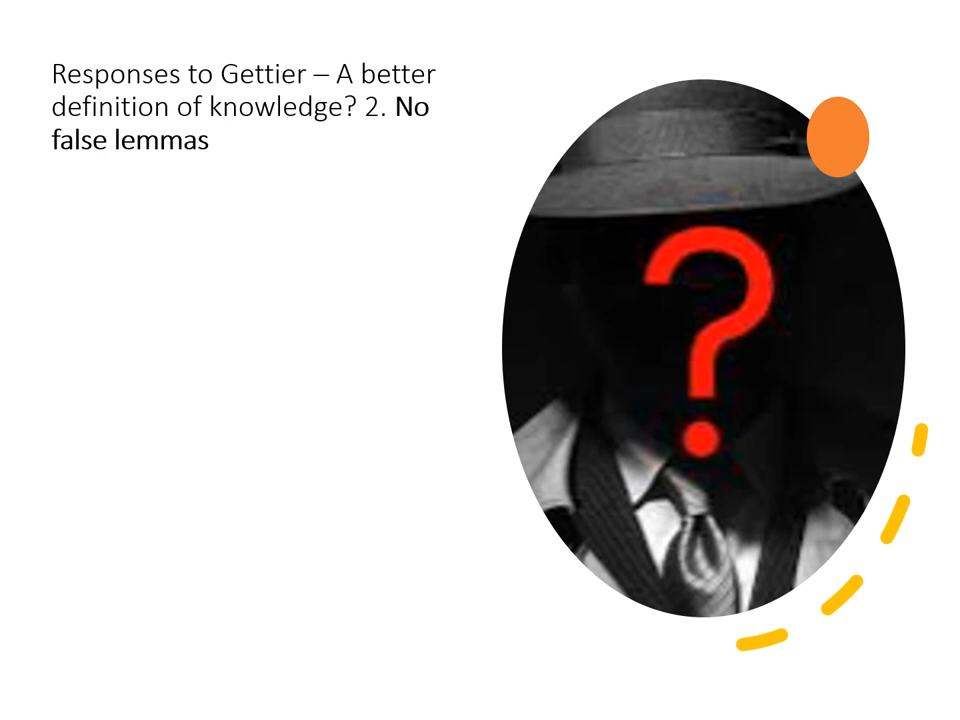 Responses to Gettier – A better
definition of knowledge? 2. No
false lemmas
?